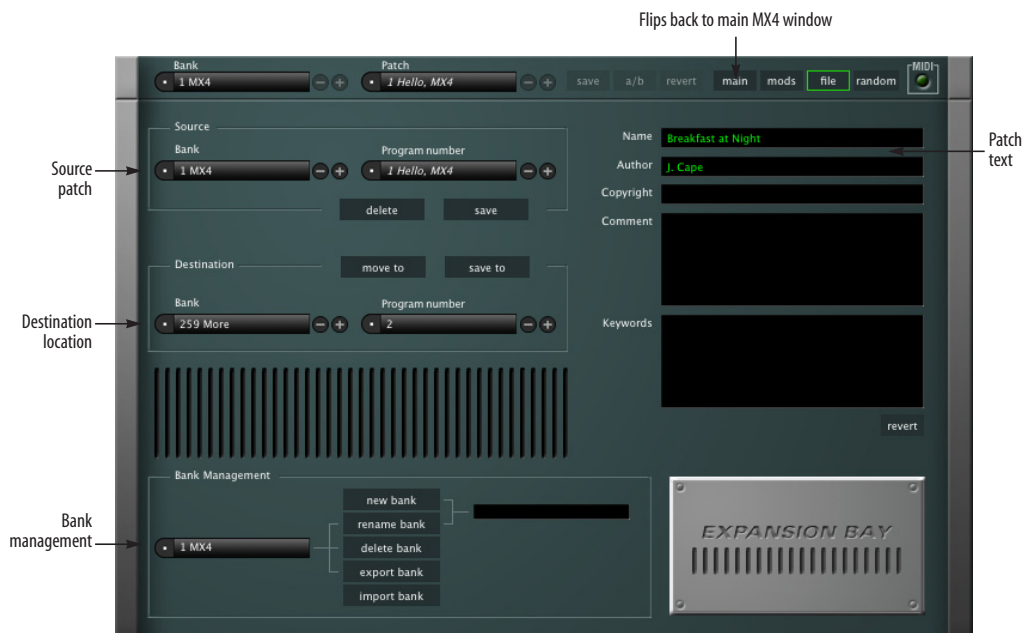 Flips back to main MX4 window
Bank
Patch
MIDI
1 MX4
1 Hello, MX4
save
a/b
revert
main
mods
file
random
Source
Bank
Program number
1 MX4
1 Hello, MX4
delete
save
Source
patch
Name
Breakfast at Night
Author
J. Cape
Copyright
Comment
Keywords
revert
Patch
text
Destination
move to
save to
Bank
Program number
259 More
2
Destination
location
Bank Management
new bank
rename bank
1 MX4
delete bank
export bank
import bank
Bank
management
EXPANSION BAY